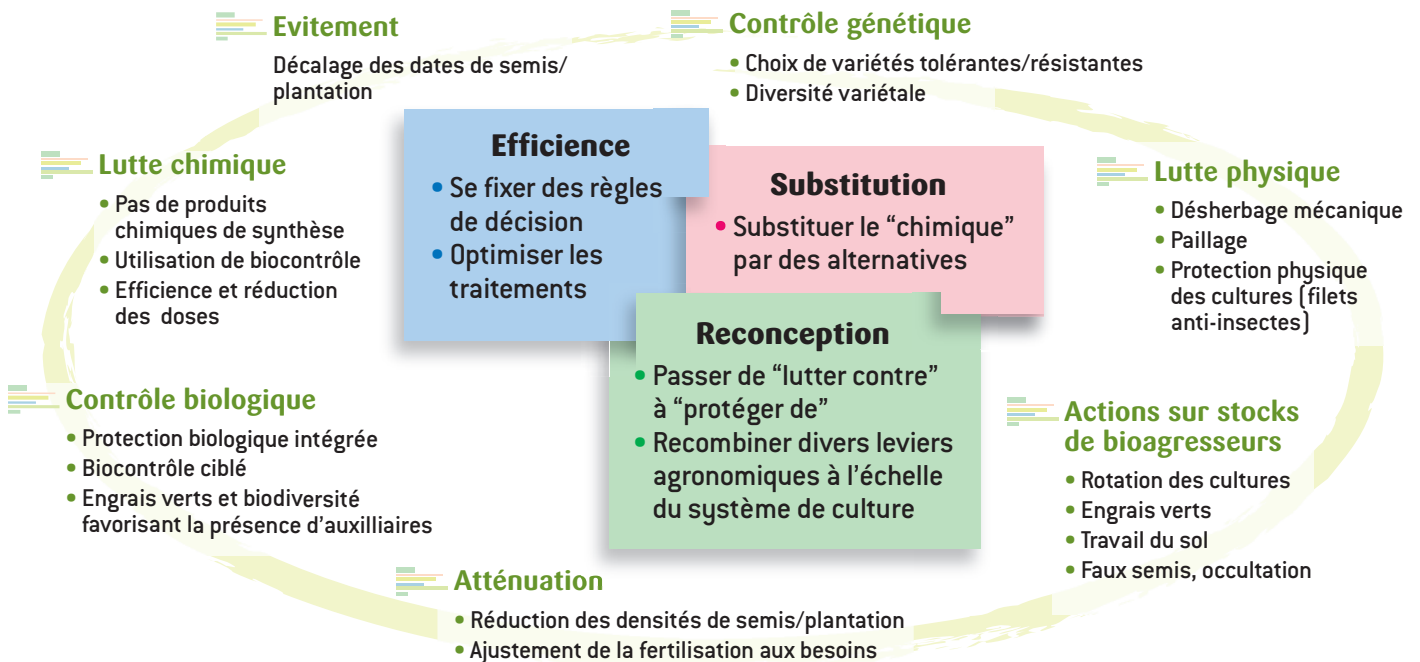 Evitement
Décalage des dates de semis/
plantation
Contrôle génétique
• Choix de variétés tolérantes/résistantes
• Diversité variétale
Lutte chimique
• Pas de produits
chimiques de synthèse
• Utilisation de biocontrôle
• Efficience et réduction
des doses
Efficience
• Se fixer des règles
de décision
• Optimiser les
traitements
Substitution
• Substituer le “chimique”
par des alternatives
Lutte physique
• Désherbage mécanique
• Paillage
• Protection physique
des cultures (filets
anti-insectes)
Reconception
• Passer de “lutter contre”
à “protéger de”
• Recombiner divers leviers
agronomiques à l’échelle
du système de culture
Contrôle biologique
• Protection biologique intégrée
• Biocontrôle ciblé
• Engrais verts et biodiversité
favorisant la présence d’auxilliaires
Actions sur stocks
de bioagresseurs
• Rotation des cultures
• Engrais verts
• Travail du sol
• Faux semis, occultation
Atténuation
• Réduction des densités de semis/plantation
• Ajustement de la fertilisation aux besoins